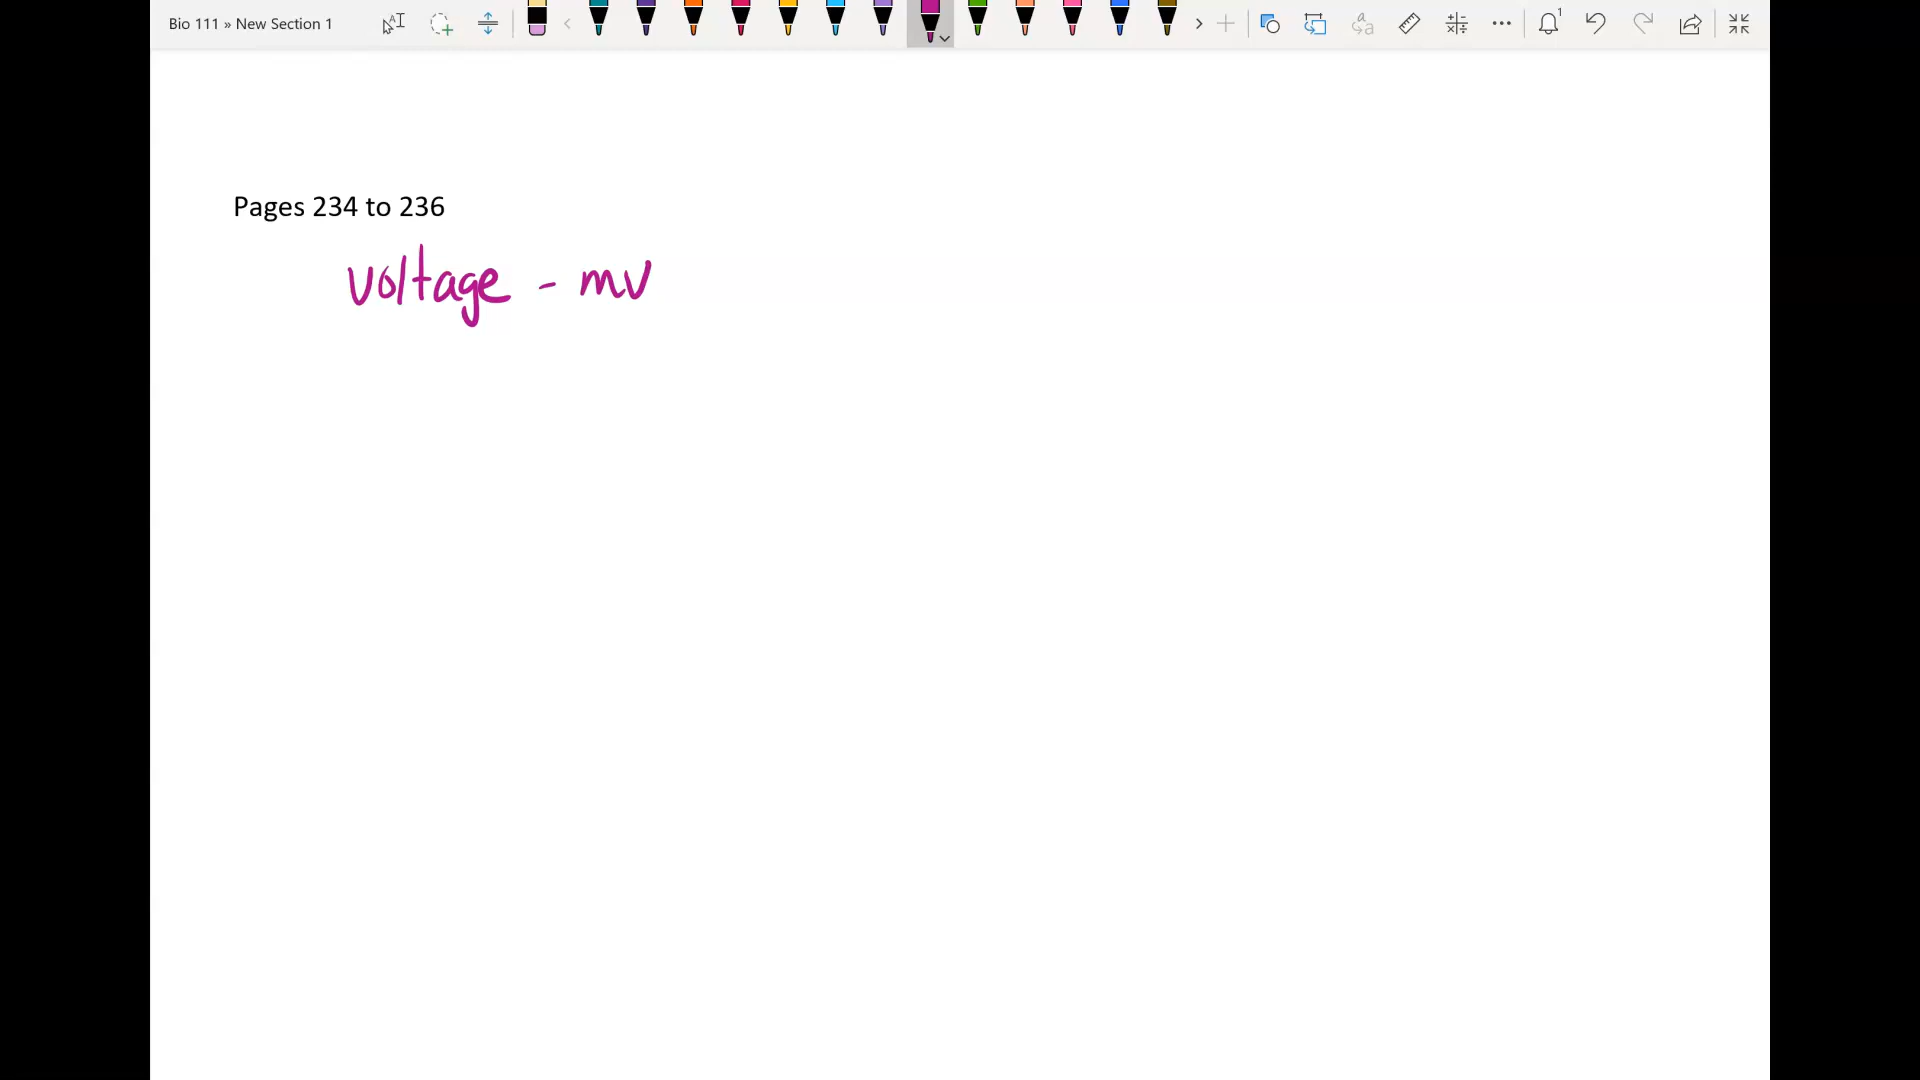 Bio 111 » New Section 1
Pages 234 to 236
voltage - mv